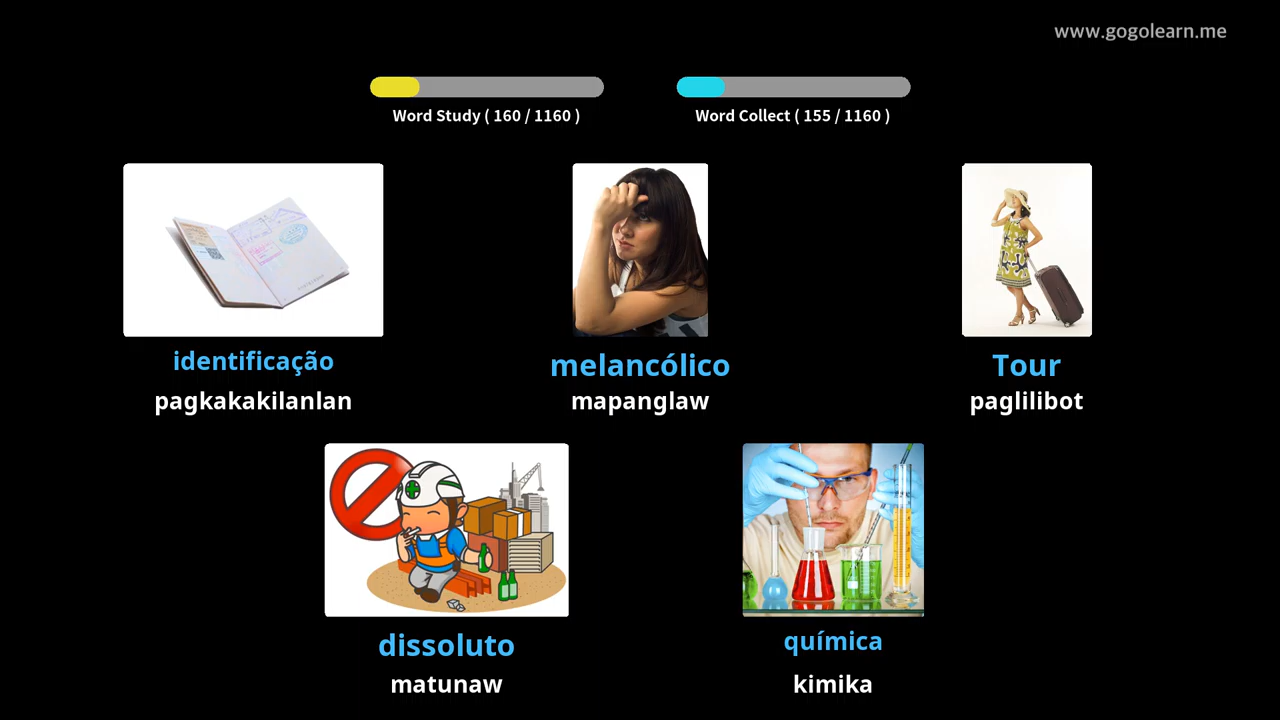 www.gogolearn.me
Word Study ( 160 / 1160 )
Word Collect ( 155 / 1160 )
identificação
pagkakakilanlan
melancólico
mapanglaw
Tour
paglilibot
dissoluto
matunaw
química
kimika